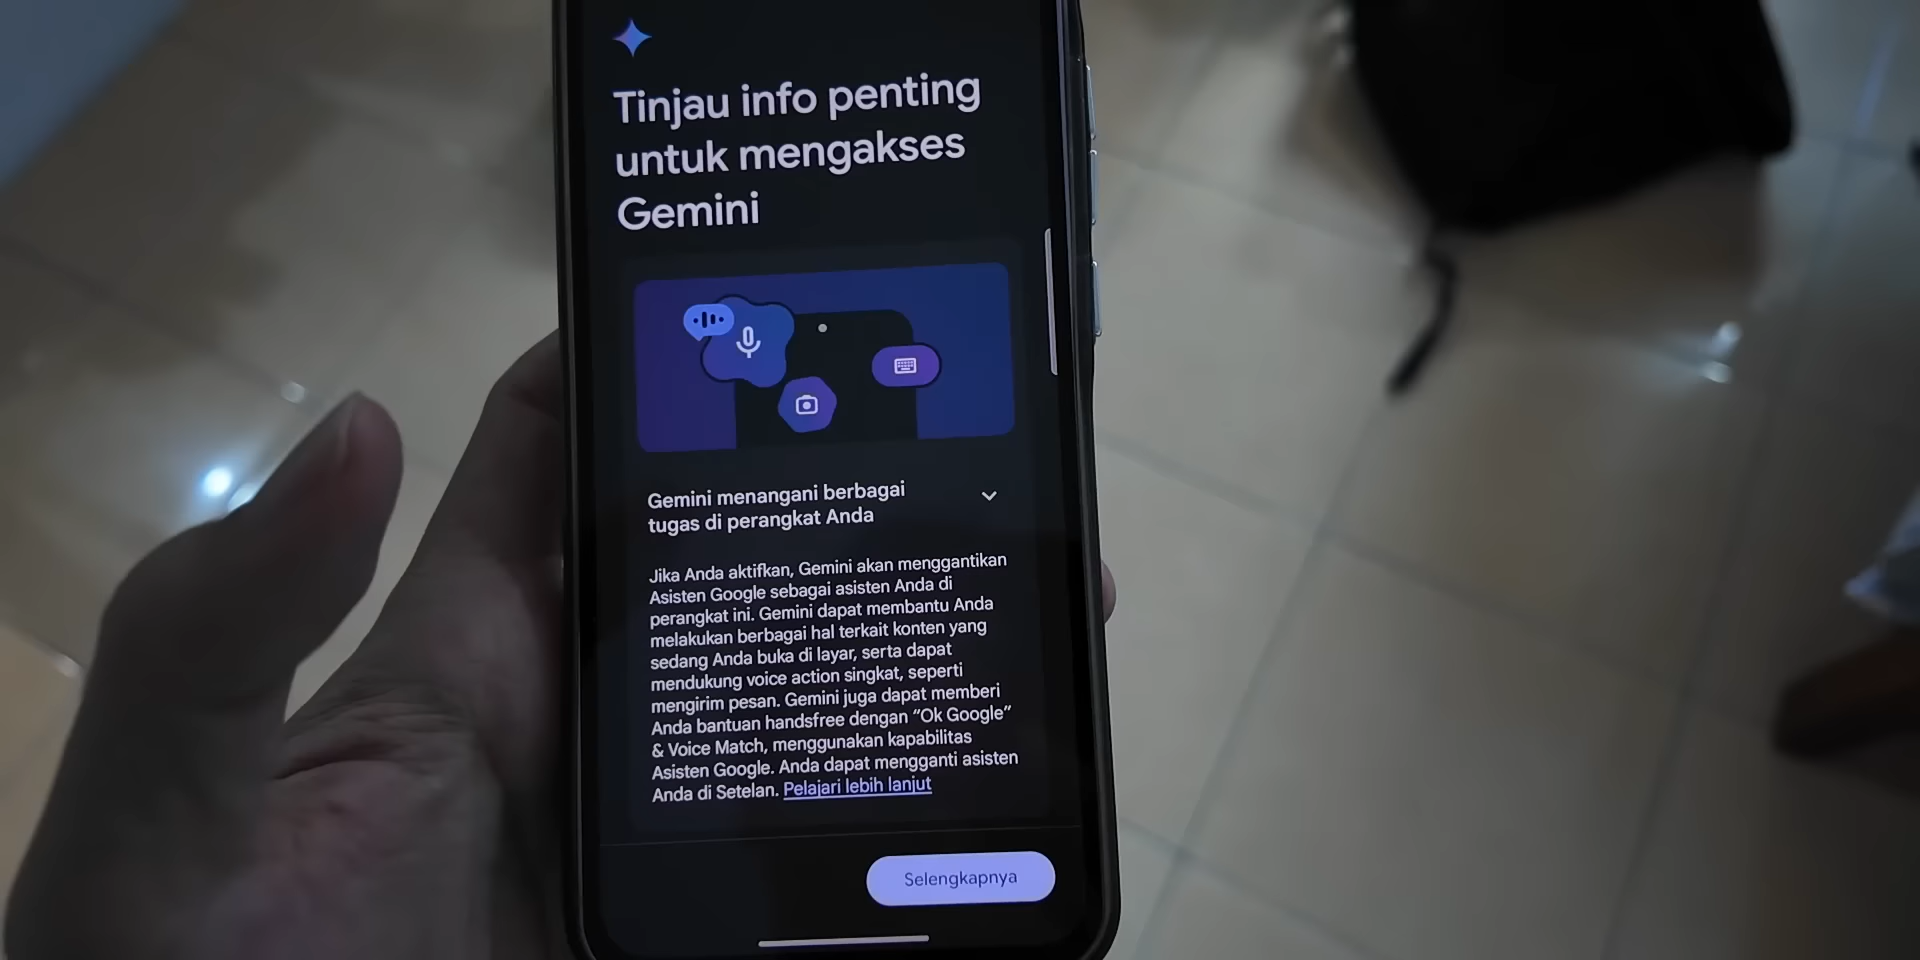 Tinjau info penting
untuk mengakses
Gemini
Gemini menangani berbagai
tugas di perangkat Anda
Jika Anda aktifkan, Gemini akan menggantikan
Asisten Google sebagai asisten Anda di
perangkat ini. Gemini dapat membantu Anda
melakukan berbagai hal terkait konten yang
sedang Anda buka di layar, serta dapat
mendukung voice action singkat, seperti
mengirim pesan. Gemini juga dapat memberi
Anda bantuan handsfree dengan “Ok Google”
& Voice Match, menggunakan kapabilitas
Asisten Google. Anda dapat mengganti asisten
Anda di Setelan. Pelajari lebih lanjut
Selengkapnya